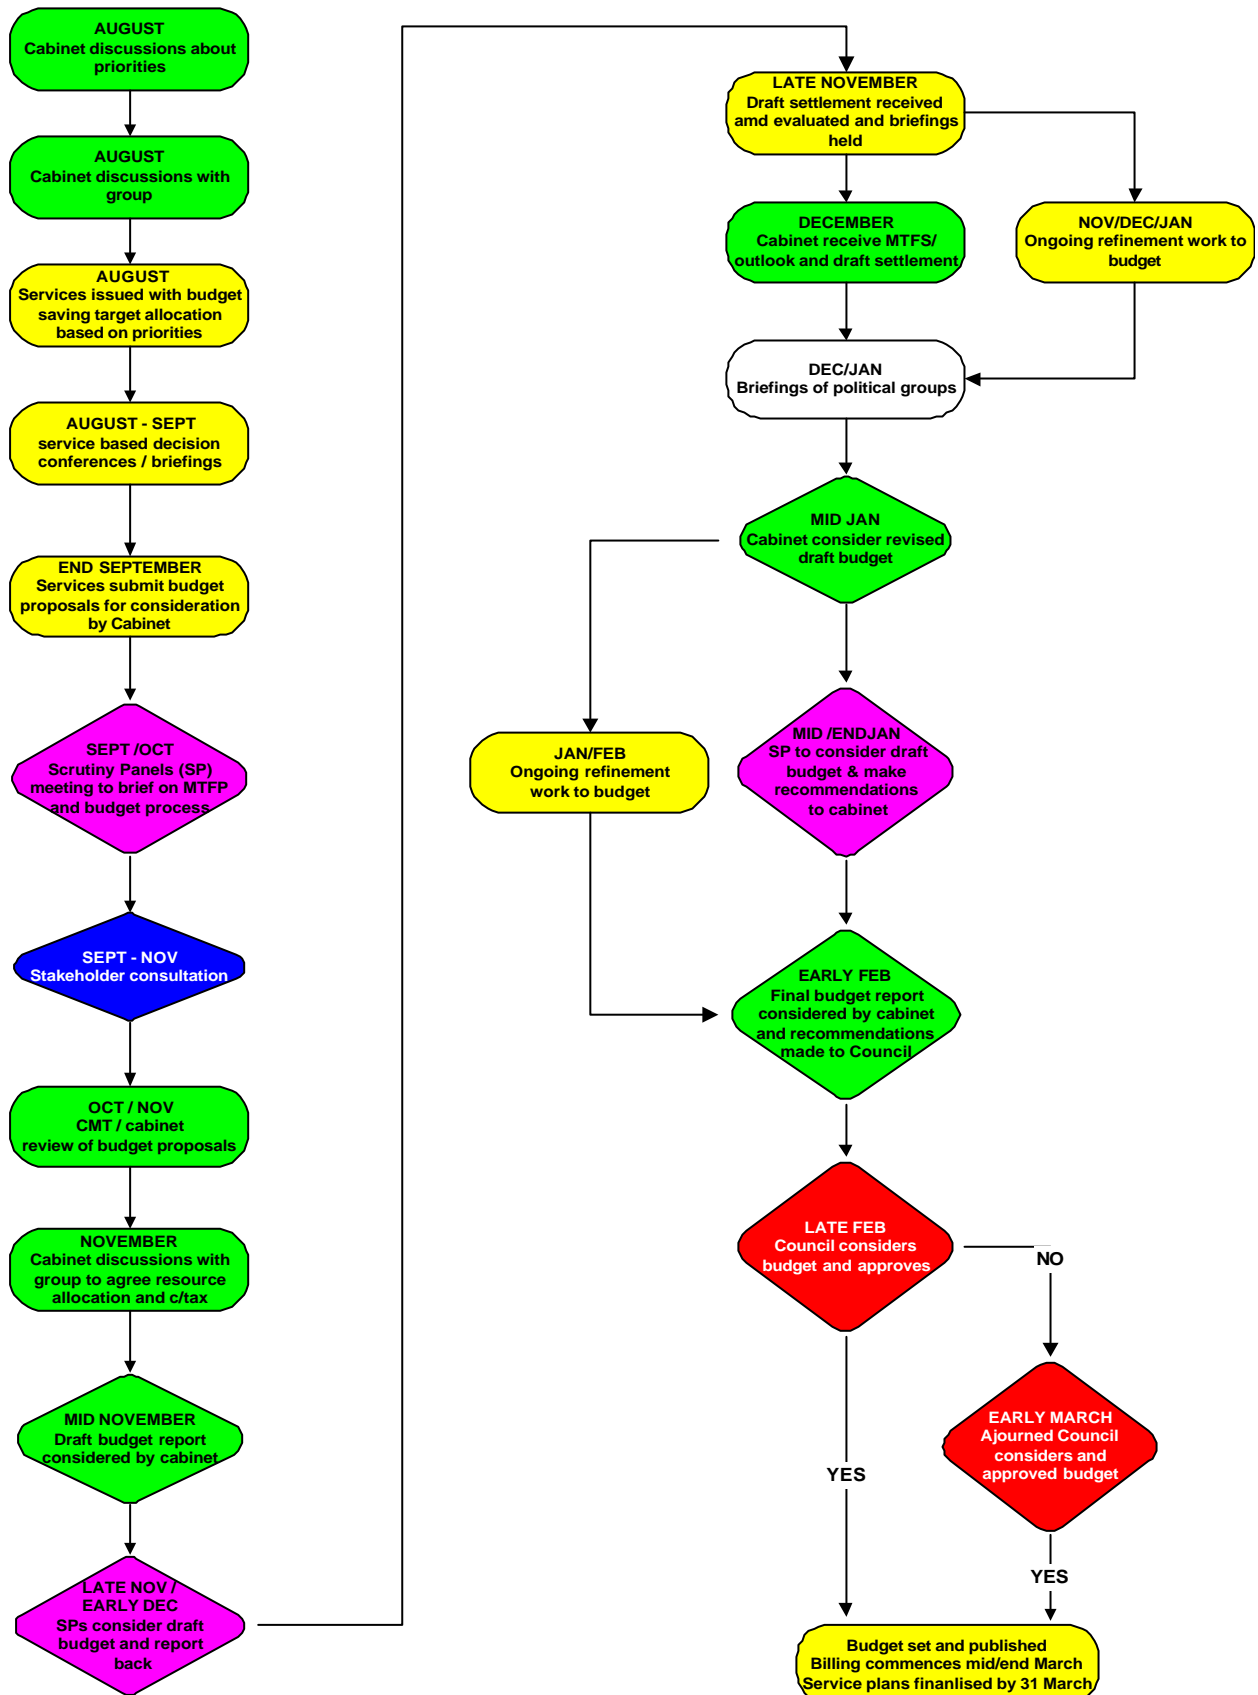 AUGUST
Cabinet discussions about
priorities
AUGUST
Cabinet discussions with
group
AUGUST
Services issued with budget
saving target allocation
based on priorities
AUGUST - SEPT
service based decision
conferences / briefings
END SEPTEMBER
Services submit budget
proposals for consideration
by Cabinet
SEPT /OCT
Scrutiny Panels (SP)
meeting to brief on MTFP
and budget process
SEPT - NOV
Stakeholder consultation
OCT / NOV
CMT / cabinet
review of budget proposals
NOVEMBER
Cabinet discussions with
group to agree resource
allocation and c/tax
MID NOVEMBER
Draft budget report
considered by cabinet
LATE NOV /
EARLY DEC
SPs consider draft
budget and report
back
LATE NOVEMBER
Draft settlement received
amd evaluated and briefings
held
DECEMBER
Cabinet receive MTFS/
outlook and draft settlement
NOV/DEC/JAN
Ongoing refinement work to
budget
DEC/JAN
Briefings of political groups
MID JAN
Cabinet consider revised
draft budget
JAN/FEB
Ongoing refinement
work to budget
MID /ENDJAN
SP to consider draft
budget & make
recommendations
to cabinet
EARLY FEB
Final budget report
considered by cabinet
and recommendations
made to Council
LATE FEB
Council considers
budget and approves
NO
EARLY MARCH
Ajourned Council
considers and
approved budget
YES
YES
Budget set and published
Billing commences mid/end March
Service plans finanlised by 31 March